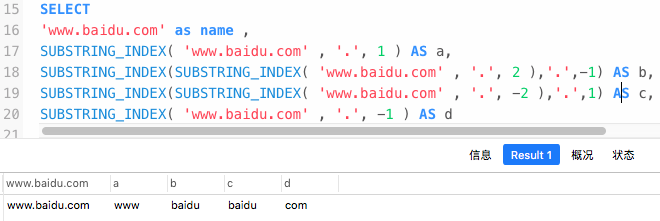 15 SELECT
16 'www.baidu.com' as name ,
17 SUBSTRING_INDEX( 'www.baidu.com' , '.', 1 ) AS a,
18 SUBSTRING_INDEX(SUBSTRING_INDEX( 'www.baidu.com' , '.', 2 ),'.',-1) AS b,
19 SUBSTRING_INDEX(SUBSTRING_INDEX( 'www.baidu.com' , '.', -2 ),'.',1) AS c,
20 SUBSTRING_INDEX( 'www.baidu.com' , '.', -1 ) AS d
21
信息 Result 1 概况 状态
www.baidu.com a b c d
www.baidu.com www baidu baidu com